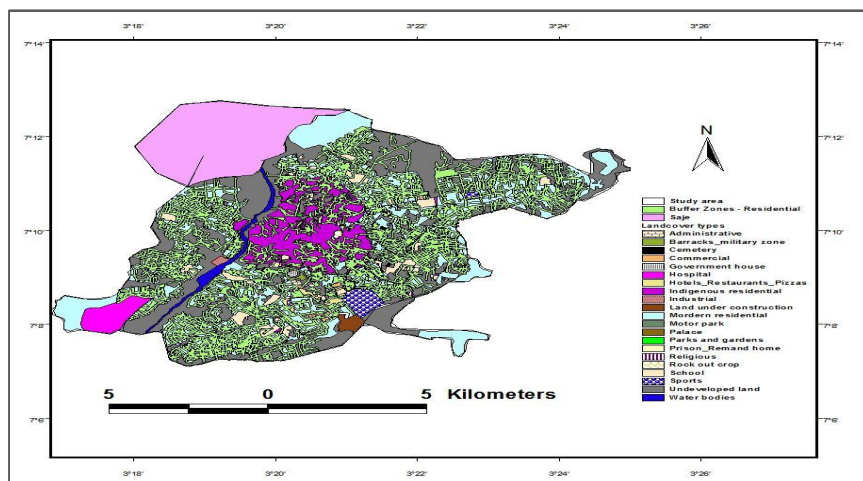 3°18' 3°20' 3°22' 3°24' 3°26'
7°14' 7°14'
7°12' 7°12'
N
7°10' 7°10'
7°8' 7°8'
7°6' 7°6'
Study area
Buffer Zones - Residential
Saje
Landcover types
Administrative
Barracks_military zone
Cemetery
Commercial
Government house
Hospital
Hotels_Restaurants_Pizzas
Indigenous residential
Industrial
Land under construction
Mordern residential
Motor park
Palace
Parks and gardens
Prison_Remand home
Religious
Rock out crop
School
Sports
Undeveloped land
Water bodies
5 0 5 Kilometers
3°18' 3°20' 3°22' 3°24' 3°26'